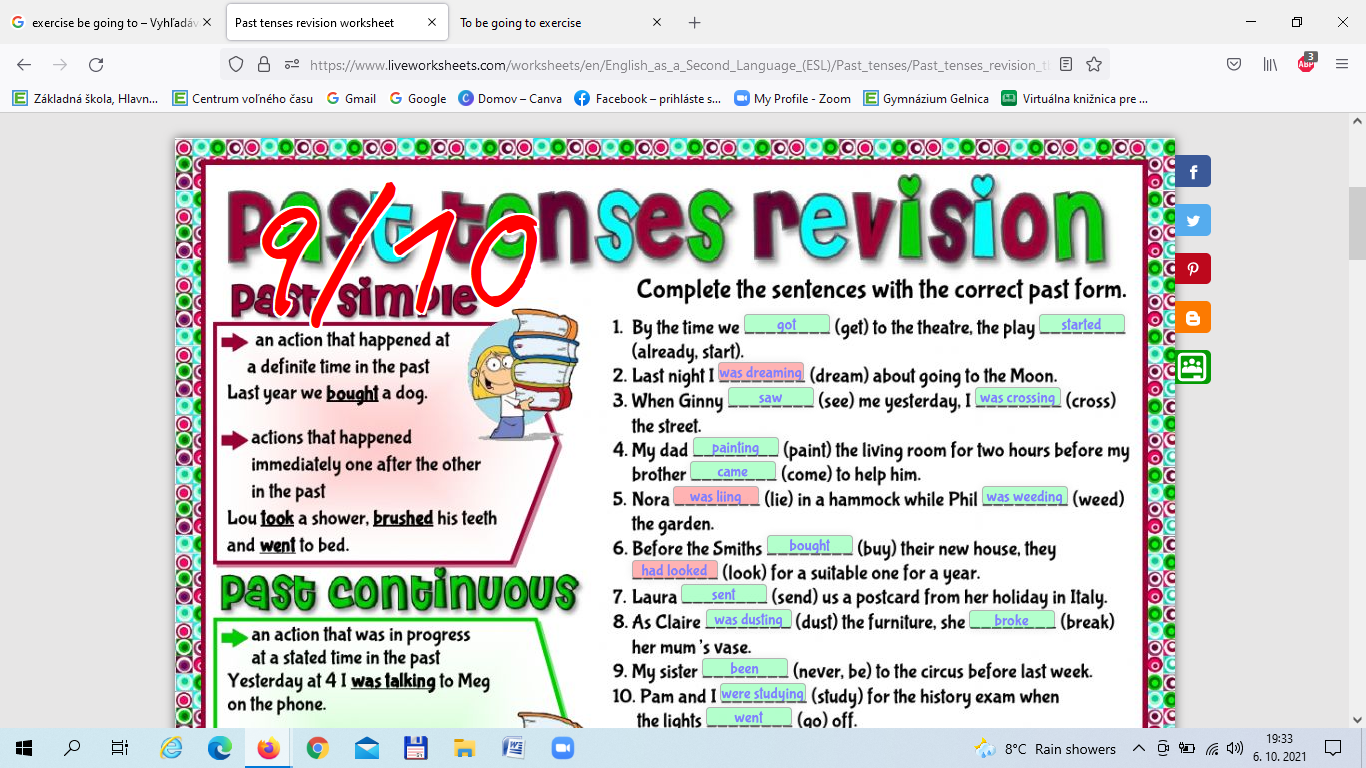 exercise be going to – Vyhľadáv
Past tenses revision worksheet
To be going to exercise
https://www.liveworksheets.com/worksheets/en/English_as_a_Second_Language_(ESL)/Past_tenses/Past_tenses_revision_t
3
ABP
Základná škola, Hlavn...
Centrum voľného času
Gmail
Google
Domov – Canva
Facebook – prihláste s...
My Profile - Zoom
Gymnázium Gelnica
Virtuálna knižnica pre ...
Past tenses revision
9/10
Past simple
an action that happened at
a definite time in the past
Last year we bought a dog.
actions that happened
immediately one after the other
in the past
Lou took a shower, brushed his teeth
and went to bed.
Past continuous
an action that was in progress
at a stated time in the past
Yesterday at 4 I was talking to Meg
on the phone.
Complete the sentences with the correct past form.
1. By the time we got (get) to the theatre, the play started
(already, start).
2. Last night I was dreaming (dream) about going to the Moon.
3. When Ginny saw (see) me yesterday, I was crossing (cross)
the street.
4. My dad painting (paint) the living room for two hours before my
brother came (come) to help him.
5. Nora was liing (lie) in a hammock while Phil was weeding (weed)
the garden.
6. Before the Smiths bought (buy) their new house, they
had looked (look) for a suitable one for a year.
7. Laura sent (send) us a postcard from her holiday in Italy.
8. As Claire was dusting (dust) the furniture, she broke (break)
her mum's vase.
9. My sister been (never, be) to the circus before last week.
10. Pam and I were studying (study) for the history exam when
the lights went (go) off.
8°C Rain showers
19:33
6. 10. 2021